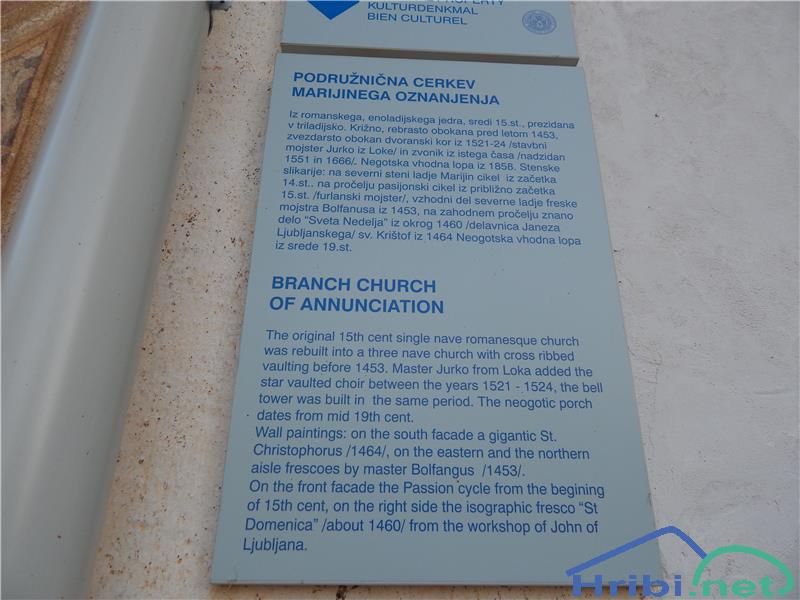 PROPERTY
KULTURDENKMAL
BIEN CULTUREL
PODRUŽNIČNA CERKEV
MARIJINEGA OZNANJENJA
Iz romanskega, enoladijskega jedra, sredi 15.st., prezidana
v triladijsko. Križno, rebrasto obokana pred letom 1453,
zvezdarsto obokan dvoranski kor iz 1521-24 /stavbni
mojster Jurko iz Loke/ in zvonik iz istega časa /nadzidan
1551 in 1666/. Negotska vhodna lopa iz 1858. Stenske
slikarije: na severni steni ladje Marijin cikel iz začetka
14.st.. na pročelju pasijonski cikel iz približno začetka
15.st. /furlanski mojster/, vzhodni del severne ladje freske
mojstra Bolfanusa iz 1453, na zahodnem pročelju znano
delo "Sveta Nedelja" iz okrog 1460 /delavnica Janeza
Ljubljanskega/ sv. Krištof iz 1464 Neogotska vhodna lopa
iz srede 19.st.
BRANCH CHURCH
OF ANNUNCIATION
The original 15th cent single nave romanesque church
was rebuilt into a three nave church with cross ribbed
vaulting before 1453. Master Jurko from Loka added the
star vaulted choir between the years 1521 - 1524, the bell
tower was built in the same period. The neogotic porch
dates from mid 19th cent.
Wall paintings: on the south facade a gigantic St.
Christophorus /1464/, on the eastern and the northern
aisle frescoes by master Bolfangus /1453/.
On the front facade the Passion cycle from the begining
of 15th cent, on the right side the isographic fresco "St
Domenica" /about 1460/ from the workshop of John of
Ljubljana.
Hribi.net